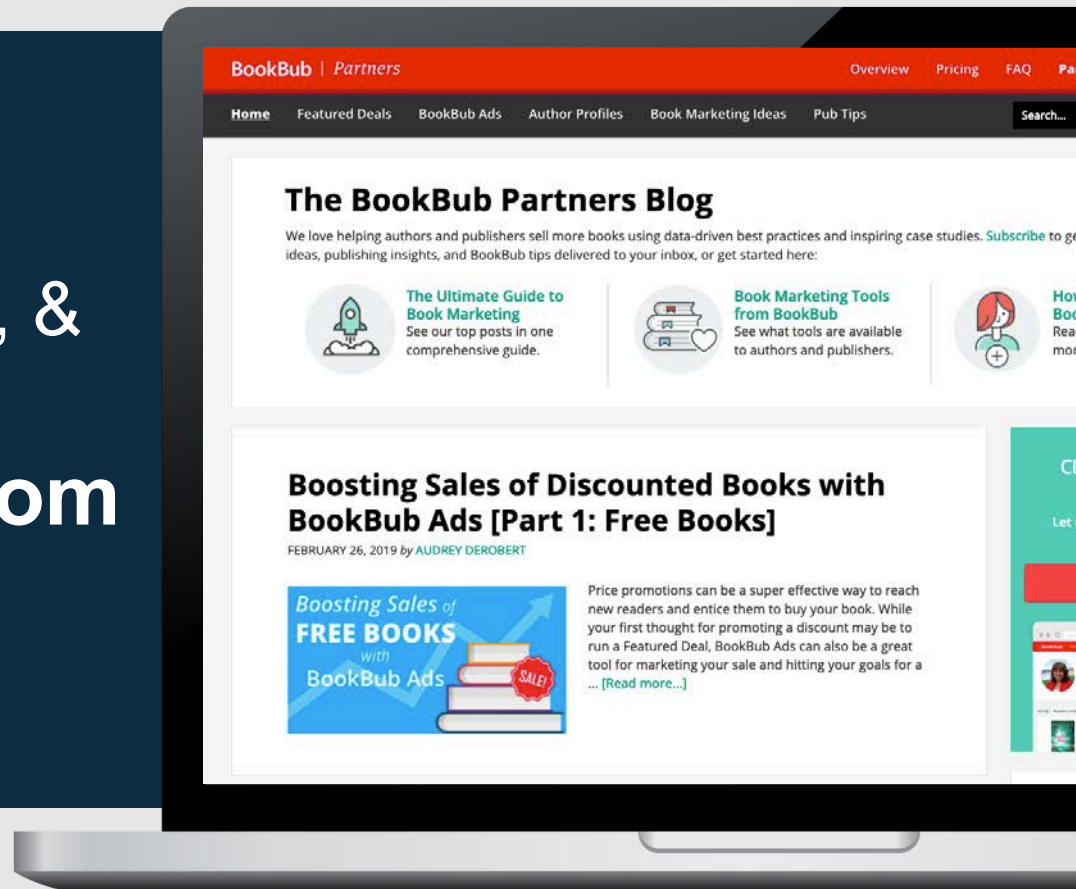 , &
om
BookBub | Partners
Overview Pricing FAQ Pa
Home Featured Deals BookBub Ads Author Profiles Book Marketing Ideas Pub Tips Search...
The BookBub Partners Blog
We love helping authors and publishers sell more books using data-driven best practices and inspiring case studies. Subscribe to ge
ideas, publishing insights, and BookBub tips delivered to your inbox, or get started here:
The Ultimate Guide to
Book Marketing
See our top posts in one
comprehensive guide.
Book Marketing Tools
from BookBub
See what tools are available
to authors and publishers.
Ho
Boo
Rea
mor
Boosting Sales of Discounted Books with
BookBub Ads [Part 1: Free Books]
FEBRUARY 26, 2019 by AUDREY DEROBERT
Boosting Sales of
FREE BOOKS
with
BookBub Ads
SALE!
Price promotions can be a super effective way to reach
new readers and entice them to buy your book. While
your first thought for promoting a discount may be to
run a Featured Deal, BookBub Ads can also be a great
tool for marketing your sale and hitting your goals for a
... [Read more...]
Cl
Let